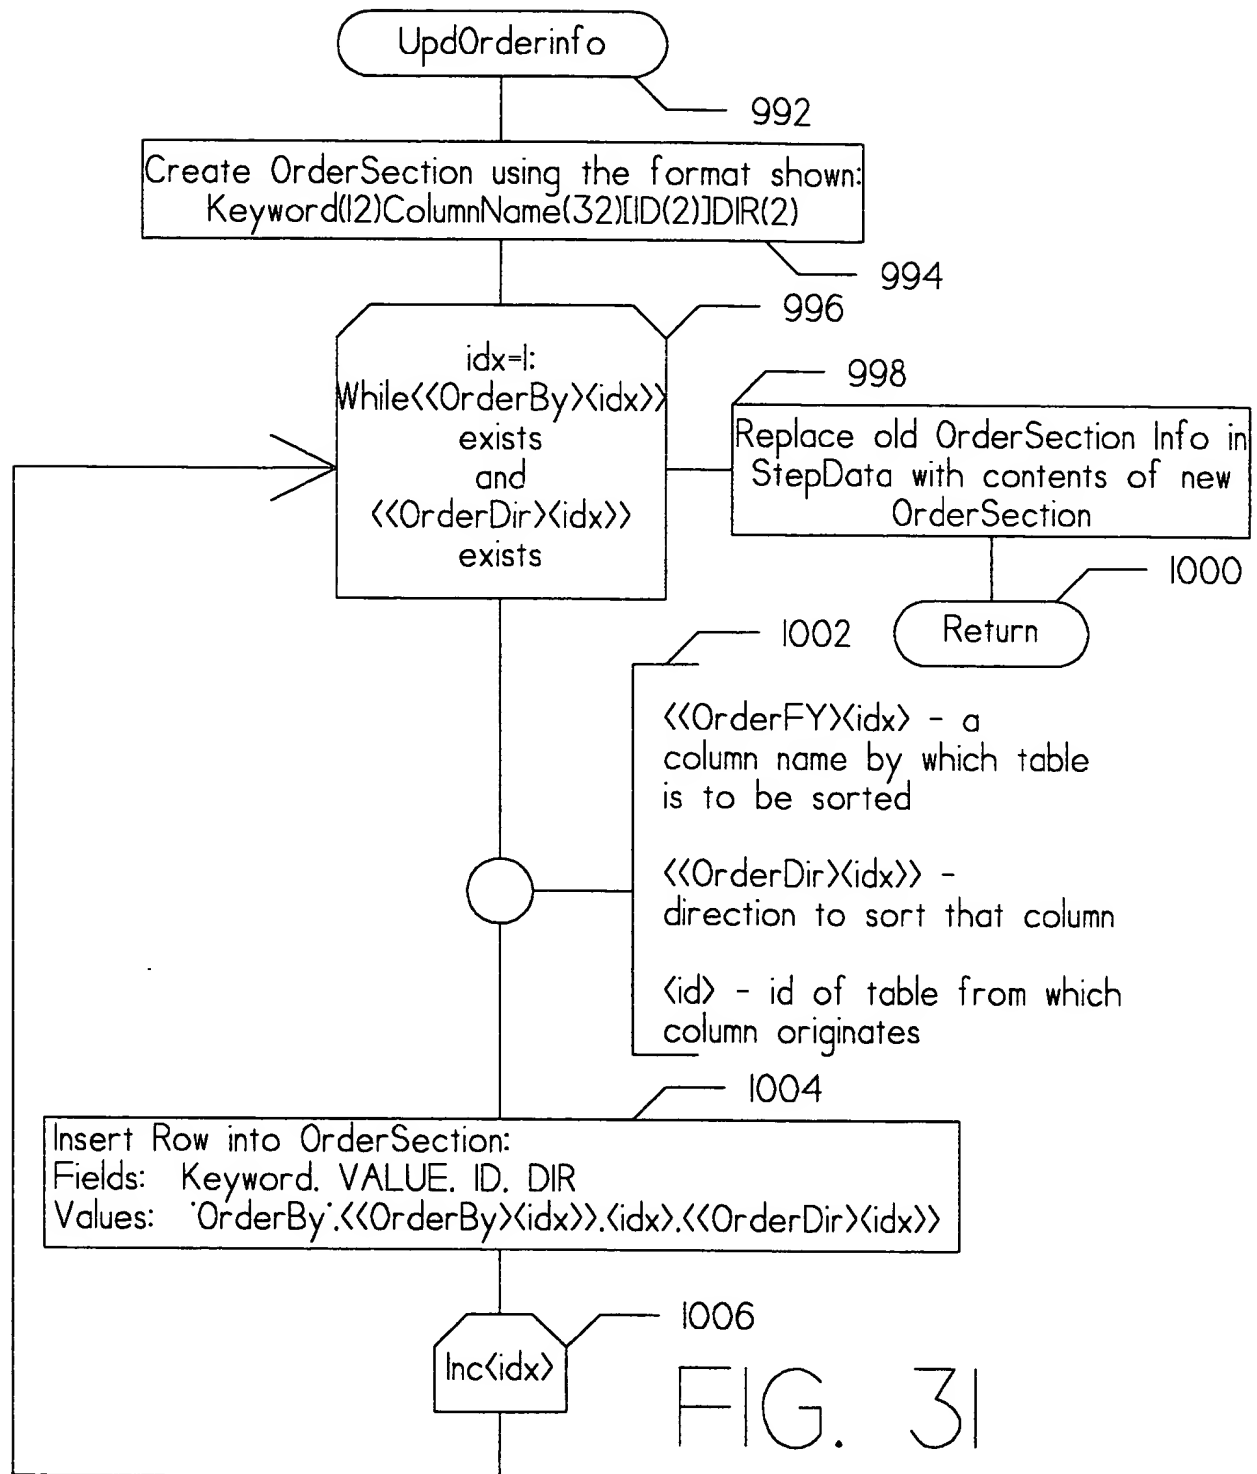 UpdOrderinfo
992
Create OrderSection using the format shown:
Keyword(12)ColumnName(32)[ID(2)]DIR(2)
994
996
idx=1:
While<<OrderBy><idx>>
exists
and
<<OrderDir><idx>>
exists
998
Replace old OrderSection Info in
StepData with contents of new
OrderSection
1000
Return
1002
<<OrderFY><idx> - a
column name by which table
is to be sorted
<<OrderDir><idx>> -
direction to sort that column
<id> - id of table from which
column originates
1004
Insert Row into OrderSection:
Fields: Keyword. VALUE. ID. DIR
Values: 'OrderBy'.<<OrderBy><idx>>.<idx>.<<OrderDir><idx>>
1006
Inc<idx>
FIG. 31